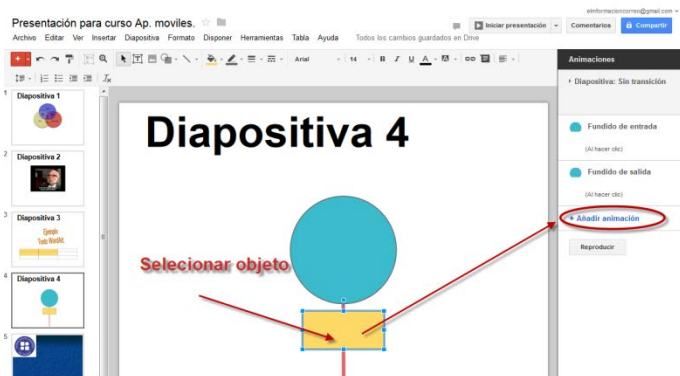 elinformacioncorreo@gmail.com
Presentación para curso Ap. moviles.
Iniciar presentación
Comentarios
Compartir
Archivo Editar Ver Insertar Diapositiva Formato Disponer Herramientas Tabla Ayuda Todos los cambios guardados en Drive
Arial 14 B I U A
Animaciones
Diapositiva: Sin transición
1 Diapositiva 1
2 Diapositiva 2
3 Diapositiva 3
Ejemplo
Texto WordArt.
4 Diapositiva 4
5
Diapositiva 4
Selecionar objeto
Fundido de entrada
(Al hacer clic)
Fundido de salida
(Al hacer clic)
+ Añadir animación
Reproducir